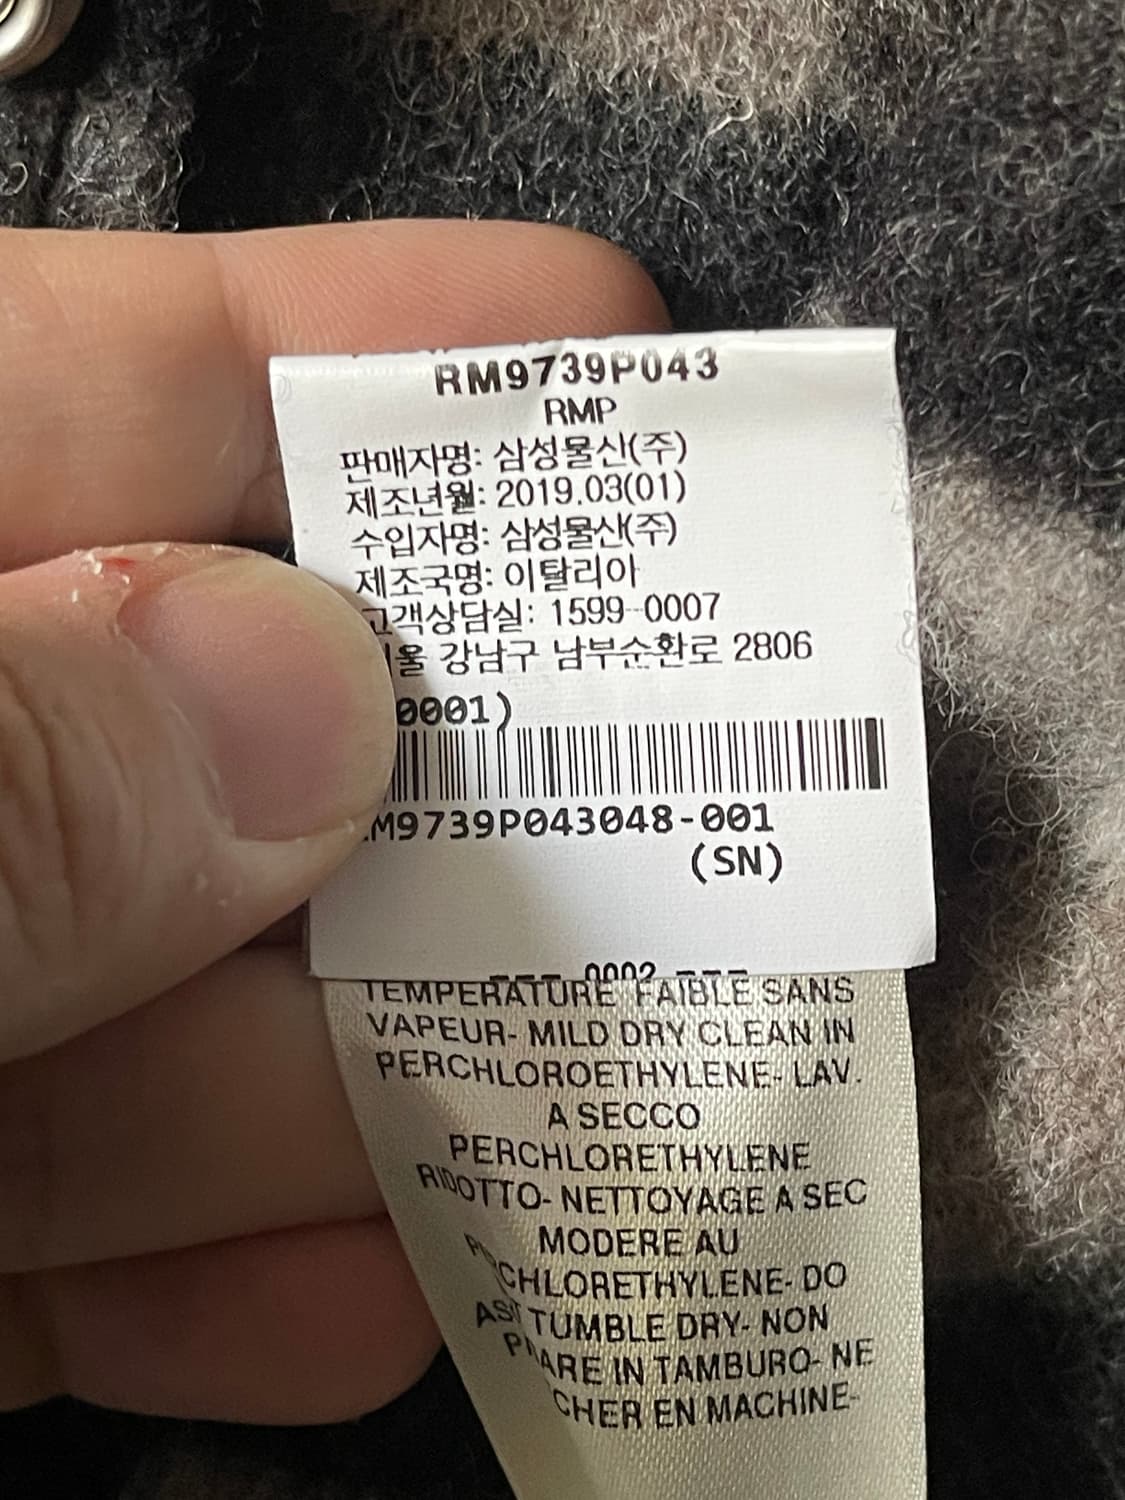 RM9739P043
RMP
판매자명: 삼성물산(주)
제조년월: 2019.03(01)
수입자명: 삼성물산(주)
제조국명: 이탈리아
고객상담실: 1599-0007
울 강남구 남부순환로 2806
0001)
M9739P043048-001
(SN)
--- 0002 ---
TEMPERATURE FAIBLE SANS
VAPEUR- MILD DRY CLEAN IN
PERCHLOROETHYLENE- LAV.
A SECCO
PERCHLORETHYLENE
RIDOTTO- NETTOYAGE A SEC
MODERE AU
CHLORETHYLENE- DO
TUMBLE DRY- NON
ARE IN TAMBURO- NE
CHER EN MACHINE-